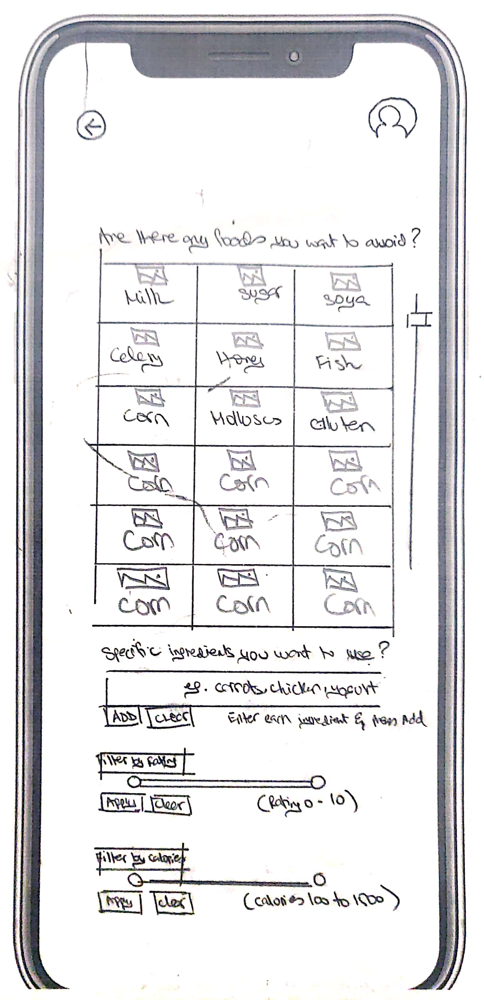 Are there any foods you want to avoid?
Milk sugar soya
Celery Honey Fish
corn Molluscs Gluten
Corn Corn Corn
Corn Corn Corn
Corn Corn Corn
Specific ingredients you want to use?
eg. carrots, chicken, yogurt
ADD Clear Enter each ingredient & press Add
Filter by rating
Apply Clear (Rating 0 - 10)
Filter by calories
Apply Clear (calories 100 to 1500)